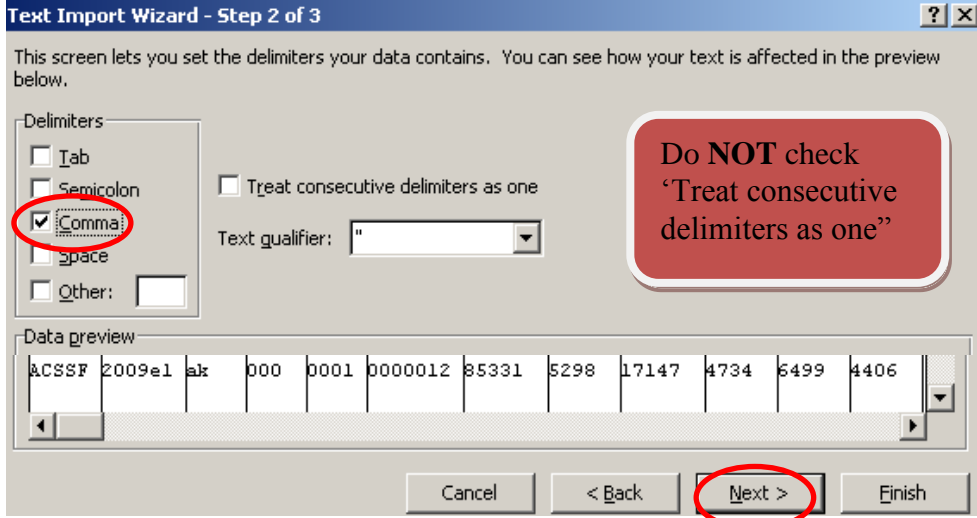 Text Import Wizard - Step 2 of 3
? X
This screen lets you set the delimiters your data contains.  You can see how your text is affected in the preview
below.
Delimiters
Tab
Semicolon
Comma
Space
Other:
Treat consecutive delimiters as one
Text qualifier: "
Do NOT check
‘Treat consecutive
delimiters as one”
Data preview
ACSSF 2009e1 ak 000 0001 0000012 85331 5298 17147 4734 6499 4406
Cancel
< Back
Next >
Finish